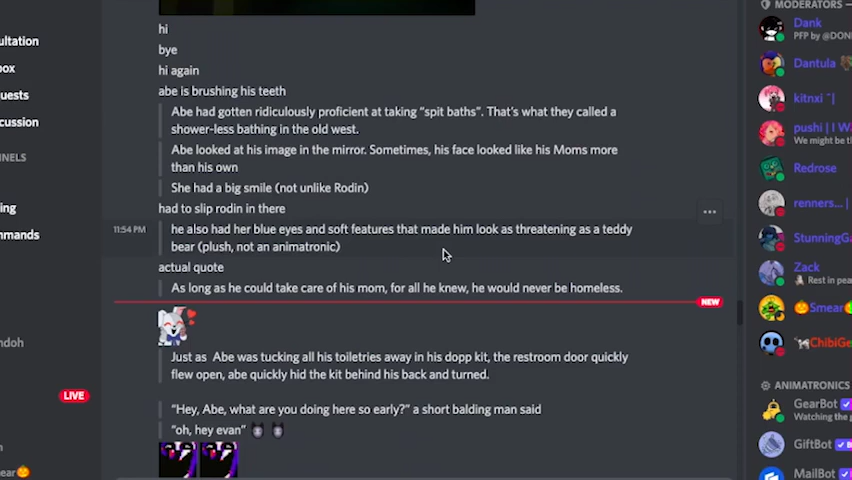 MODERATORS —
hi
Dank
ultation
PFP by @DON
bye
box
hi again
Dantula
abe is brushing his teeth
uests
kitnxi ~|
Abe had gotten ridiculously proficient at taking “spit baths”. That’s what they called a
shower-less bathing in the old west.
cussion
pushi | I W
We might be th
Abe looked at his image in the mirror. Sometimes, his face looked like his Moms more
than his own
NNELS
Redrose
She had a big smile (not unlike Rodin)
ing
had to slip rodin in there
renners... |
mmands
11:54 PM
he also had her blue eyes and soft features that made him look as threatening as a teddy
bear (plush, not an animatronic)
StunningGa
actual quote
Zack
Rest in pea
As long as he could take care of his mom, for all he knew, he would never be homeless.
NEW
Smear
ndoh
ChibiGe
Just as Abe was tucking all his toiletries away in his dopp kit, the restroom door quickly
flew open, abe quickly hid the kit behind his back and turned.
ANIMATRONICS
LIVE
GearBot
Watching the g
“Hey, Abe, what are you doing here so early?” a short balding man said
“oh, hey evan”
GiftBot
B
mear
MailBot